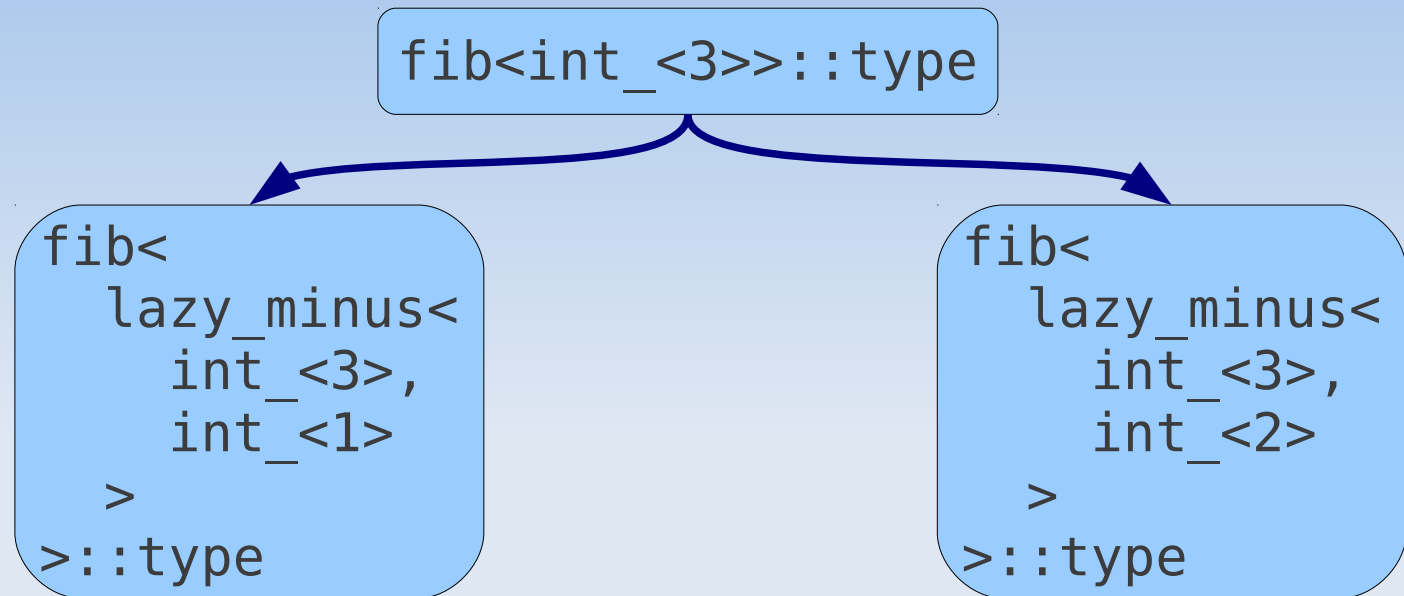 fib<int_<3>>::type
fib<
  lazy_minus<
    int_<3>,
    int_<1>
  >
>::type
fib<
  lazy_minus<
    int_<3>,
    int_<2>
  >
>::type